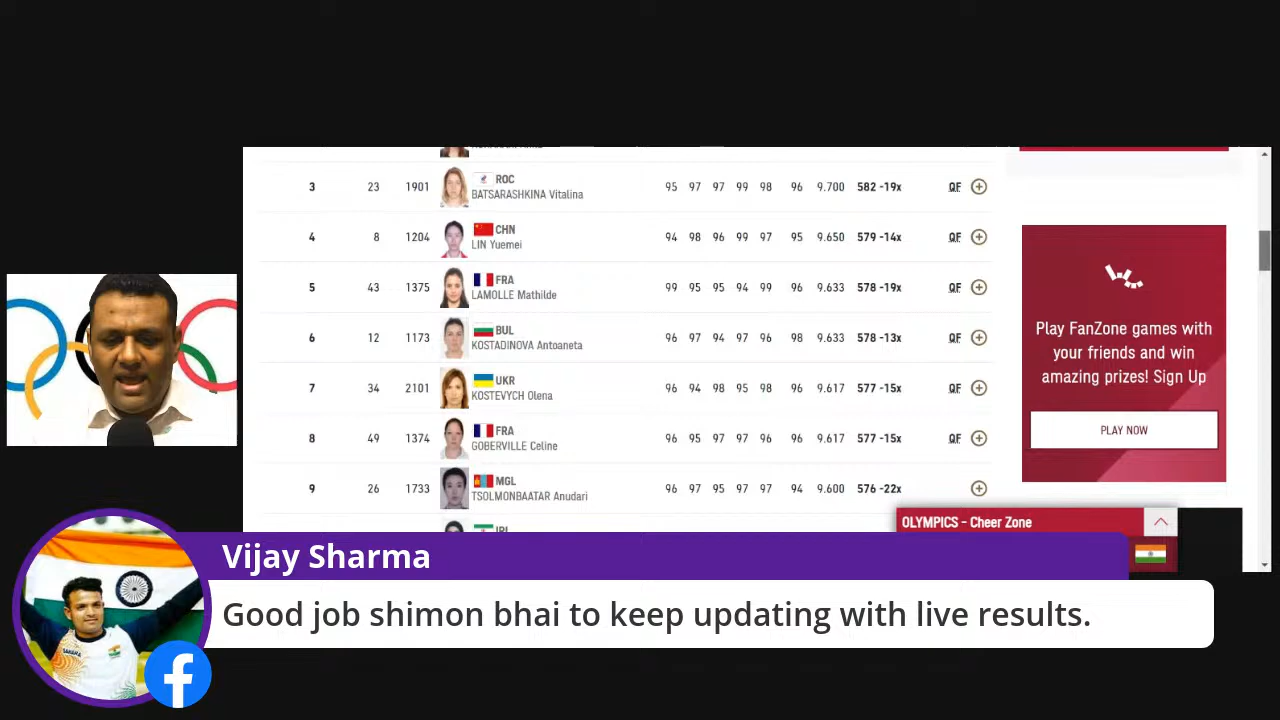 3 23 1901 ROC 95 97 97 99 98 96 9.700 582 -19x QF
BATSARASHKINA Vitalina
4 8 1204 CHN 94 98 96 99 97 95 9.650 579 -14x QF
LIN Yuemei
5 43 1375 FRA 99 95 95 94 99 96 9.633 578 -19x QF
LAMOLLE Mathilde
6 12 1173 BUL 96 97 94 97 96 98 9.633 578 -13x QF
KOSTADINOVA Antoaneta
7 34 2101 UKR 96 94 98 95 98 96 9.617 577 -15x QF
KOSTEVYCH Olena
8 49 1374 FRA 96 95 97 97 96 96 9.617 577 -15x QF
GOBERVILLE Celine
9 26 1733 MGL 96 97 95 97 97 94 9.600 576 -22x
TSOLMONBAATAR Anudari
Play FanZone games with
your friends and win
amazing prizes! Sign Up
PLAY NOW
OLYMPICS - Cheer Zone
Vijay Sharma
Good job shimon bhai to keep updating with live results.